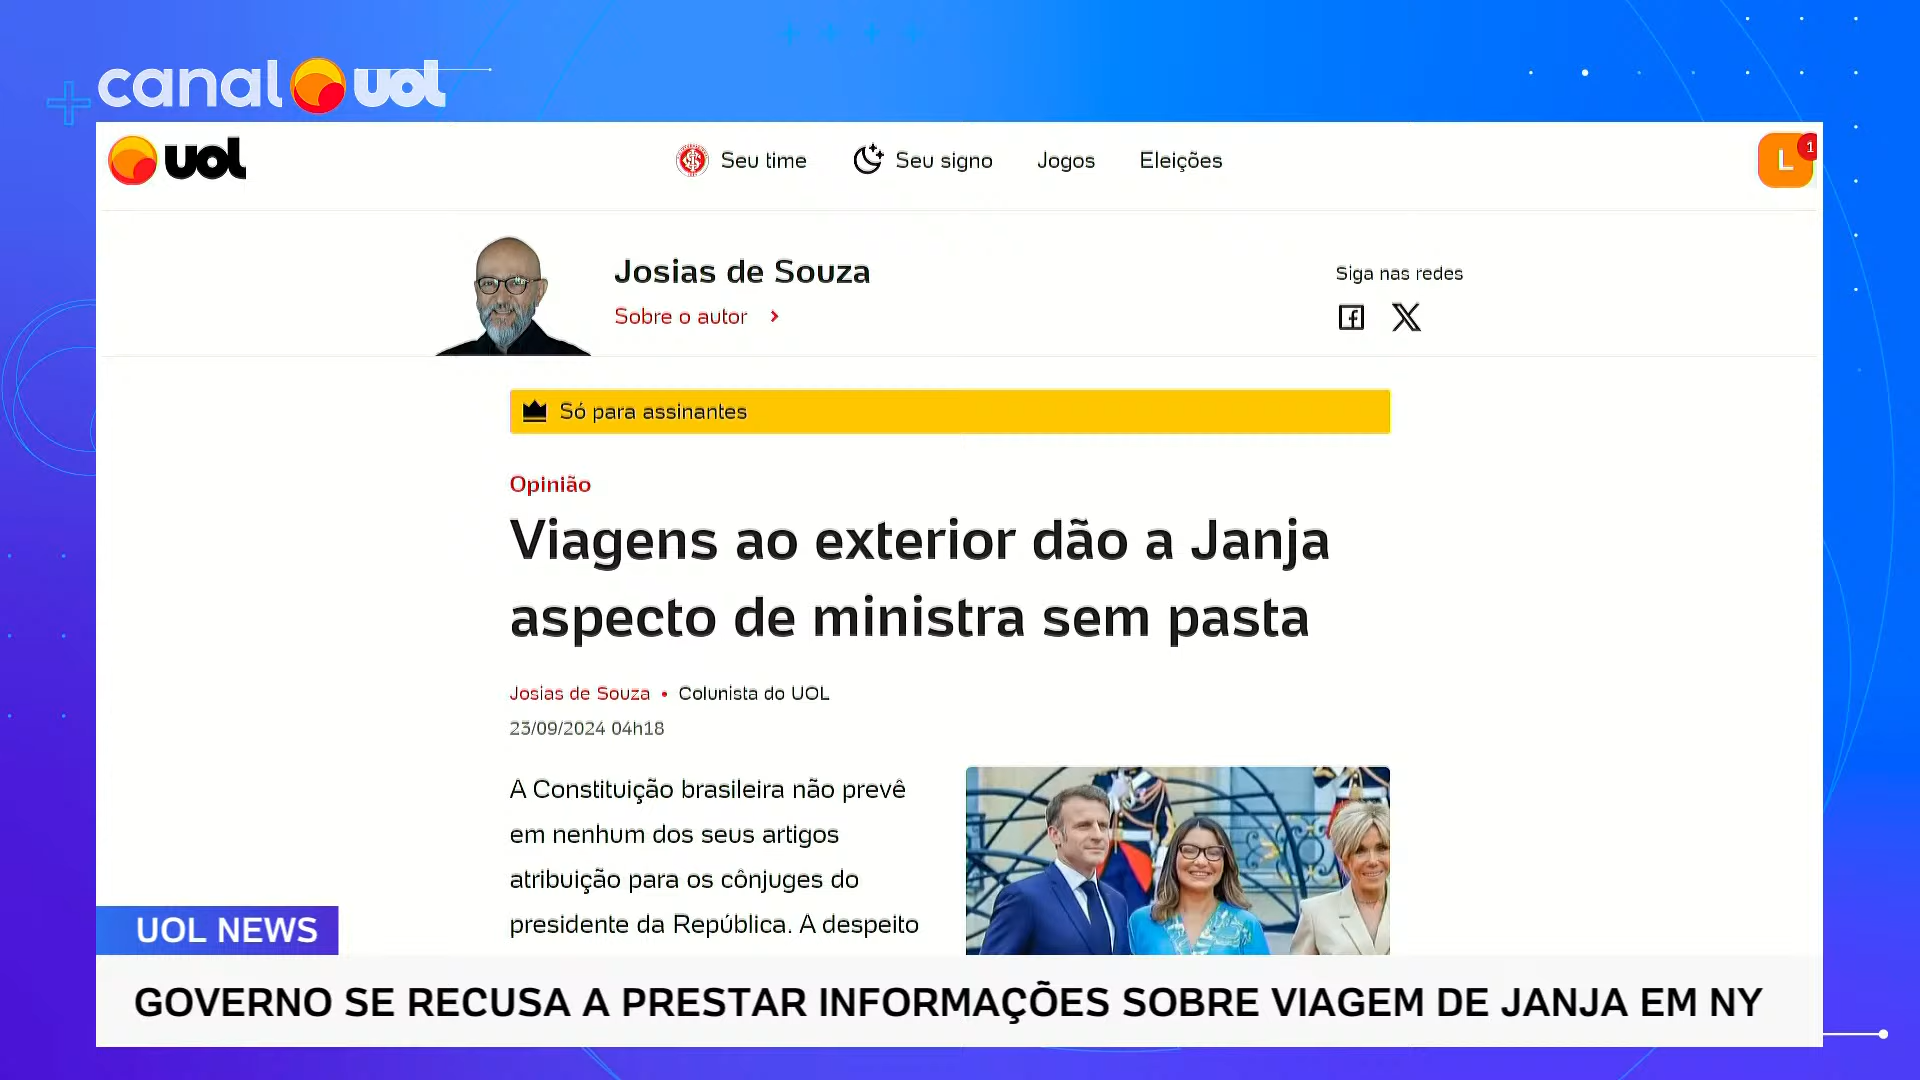 canal uol
uol
Seu time
Seu signo
Jogos
Eleições
L
1
Josias de Souza
Sobre o autor
Siga nas redes
Só para assinantes
Opinião
Viagens ao exterior dão a Janja
aspecto de ministra sem pasta
Josias de Souza • Colunista do UOL
23/09/2024 04h18
A Constituição brasileira não prevê
em nenhum dos seus artigos
atribuição para os cônjuges do
presidente da República. A despeito
UOL NEWS
GOVERNO SE RECUSA A PRESTAR INFORMAÇÕES SOBRE VIAGEM DE JANJA EM NY